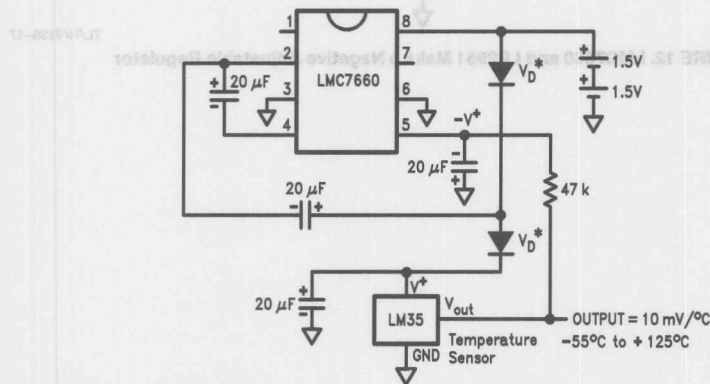 1
8
2
7
LMC7660
3
6
4
5
20 μF
+
−
V_D*
+
1.5V
+
1.5V
−V⁺
−
20 μF
+
47 k
20 μF
−
+
V_D*
20 μF
+
−
V⁺
LM35
V_out
GND
Temperature
Sensor
OUTPUT = 10 mV/°C
−55°C to + 125°C